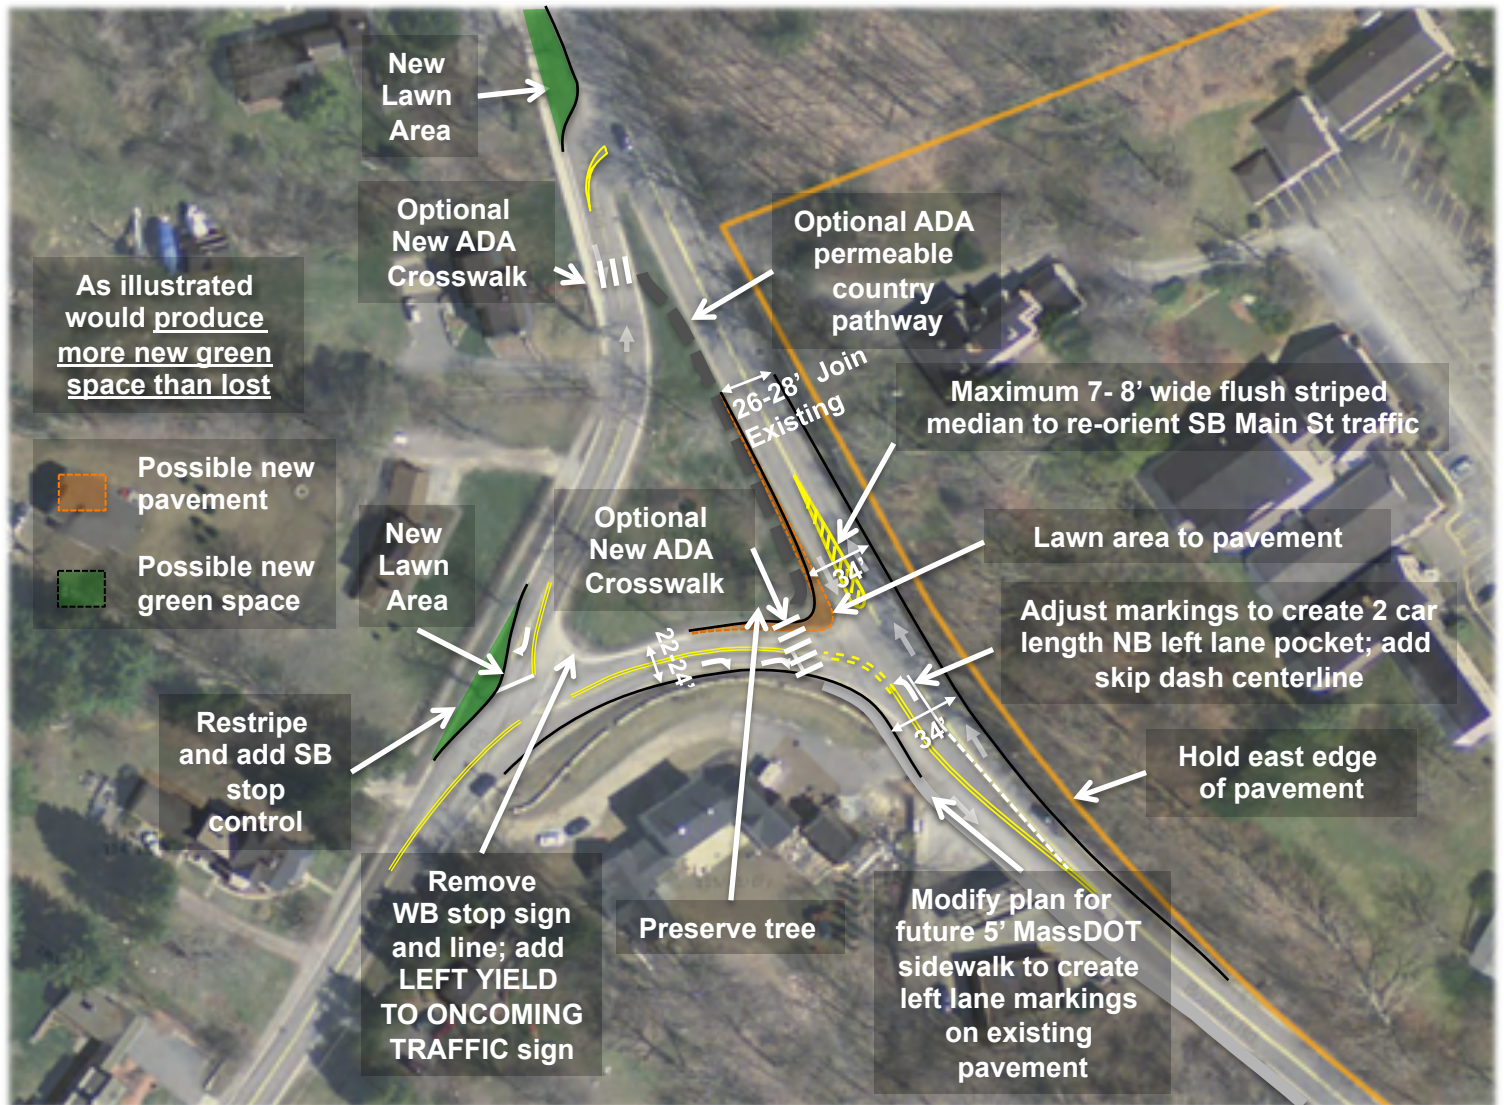 New
Lawn
Area
Optional
New ADA
Crosswalk
Optional ADA
permeable
country
pathway
As illustrated
would produce
more new green
space than lost
26-28’ Join
Existing
Maximum 7- 8’ wide flush striped
median to re-orient SB Main St traffic
Possible new
pavement
Possible new
green space
New
Lawn
Area
Optional
New ADA
Crosswalk
Lawn area to pavement
34’
Adjust markings to create 2 car
length NB left lane pocket; add
skip dash centerline
22-24’
34’
Restripe
and add SB
stop
control
Hold east edge
of pavement
Remove
WB stop sign
and line; add
LEFT YIELD
TO ONCOMING
TRAFFIC sign
Preserve tree
Modify plan for
future 5’ MassDOT
sidewalk to create
left lane markings
on existing
pavement